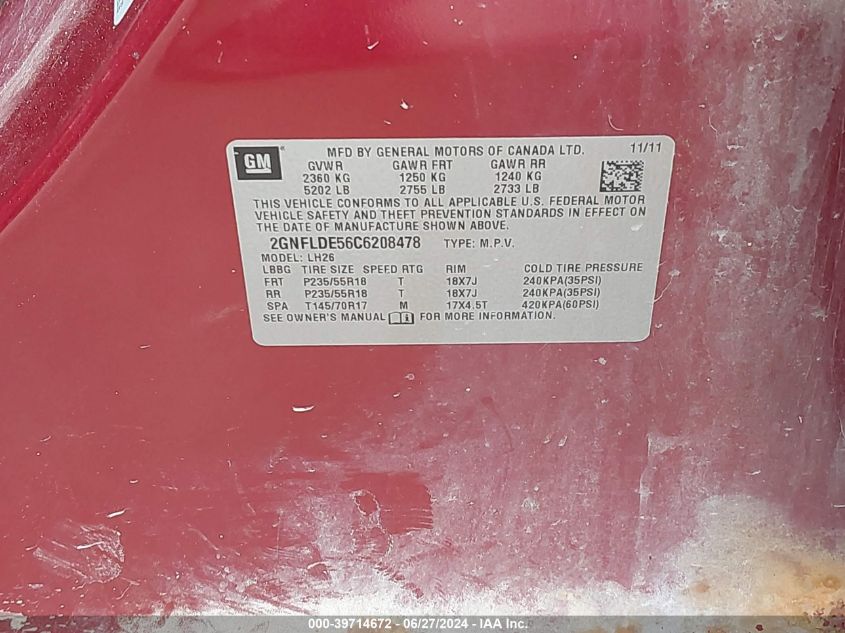 GM
MFD BY GENERAL MOTORS OF CANADA LTD. 11/11
GVWR GAWR FRT GAWR RR
2360 KG 1250 KG 1240 KG
5202 LB 2755 LB 2733 LB
THIS VEHICLE CONFORMS TO ALL APPLICABLE U.S. FEDERAL MOTOR
VEHICLE SAFETY AND THEFT PREVENTION STANDARDS IN EFFECT ON
THE DATE OF MANUFACTURE SHOWN ABOVE.
2GNFLDE56C6208478 TYPE: M.P.V.
MODEL: LH26
LBBG TIRE SIZE SPEED RTG RIM COLD TIRE PRESSURE
FRT P235/55R18 T 18X7J 240KPA(35PSI)
RR P235/55R18 T 18X7J 240KPA(35PSI)
SPA T145/70R17 M 17X4.5T 420KPA(60PSI)
SEE OWNER'S MANUAL FOR MORE INFORMATION.
000-39714672 - 06/27/2024 - IAA Inc.